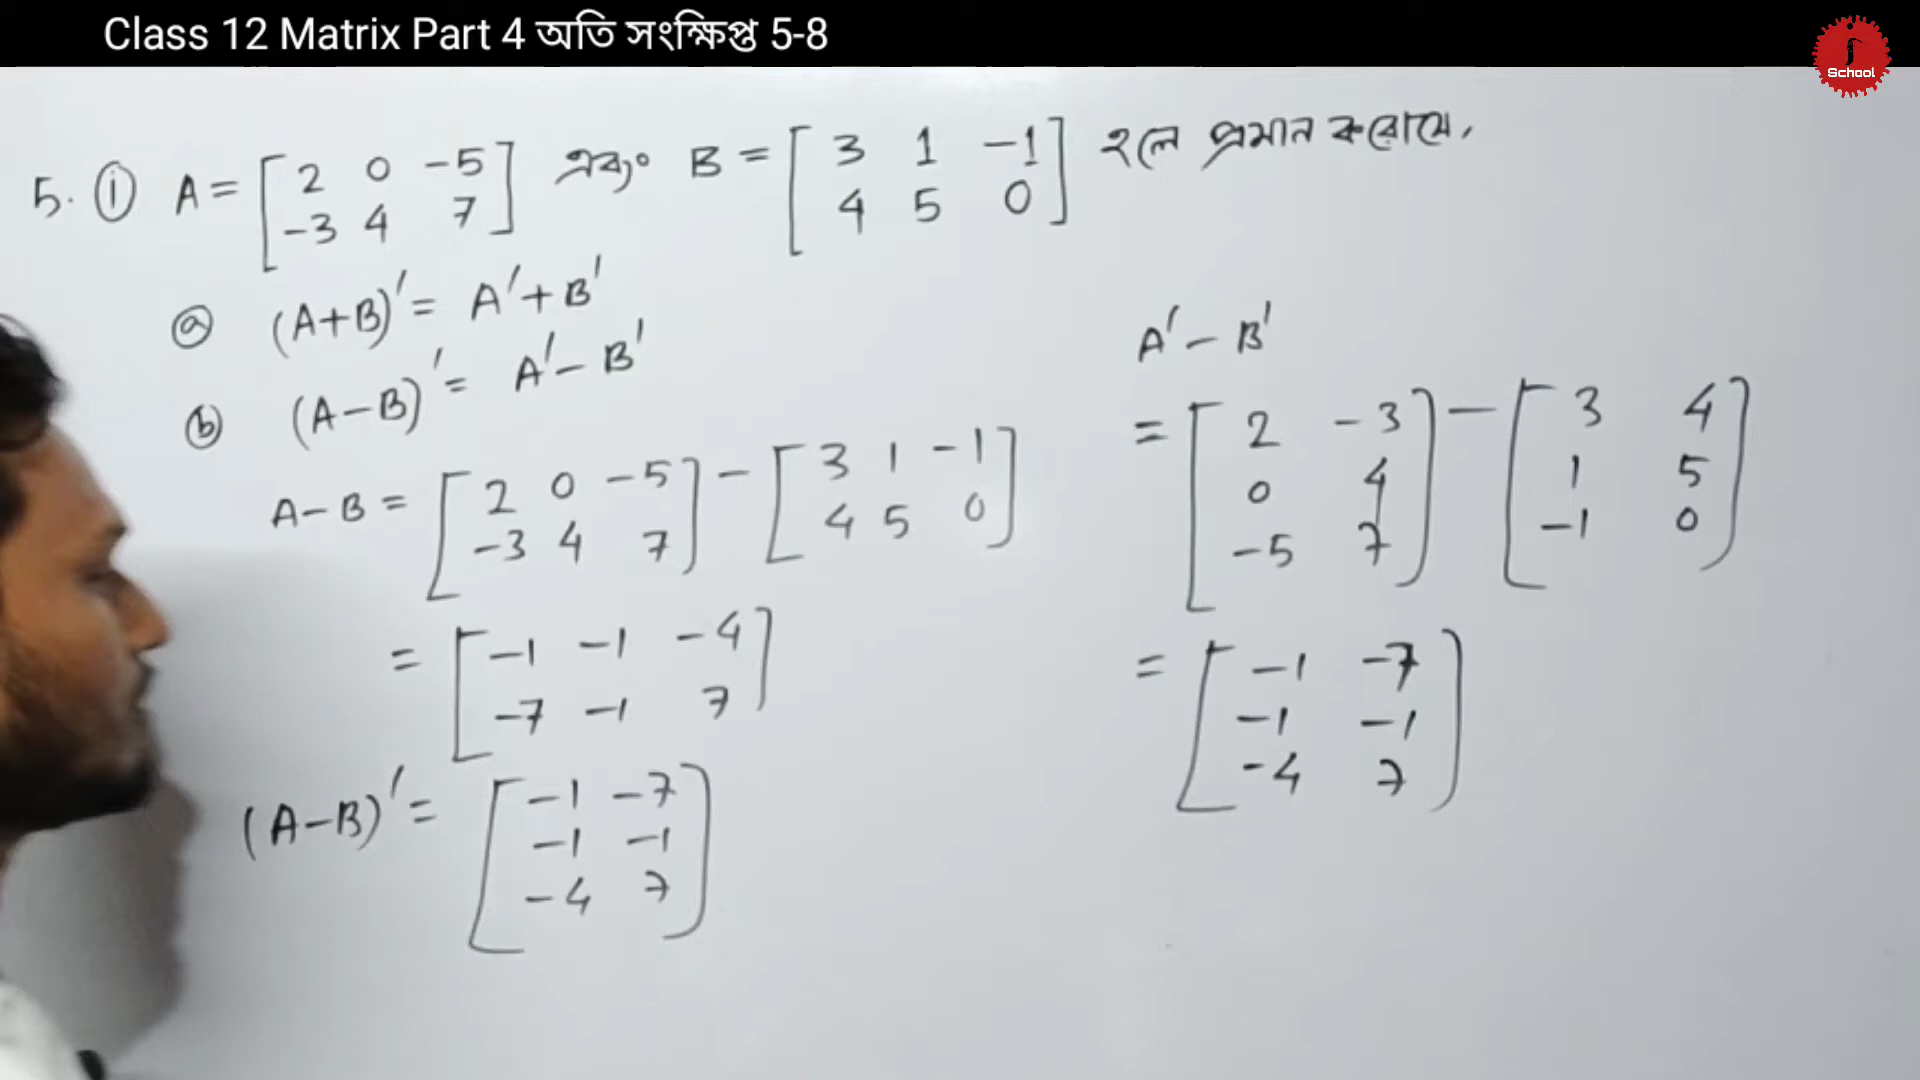 Class 12 Matrix Part 4 অতি সংক্ষিপ্ত 5-8
School
5. ⓘ A = [ 2 0 -5 ] এবং B = [ 3 1 -1 ] হলে প্রমান করো যে,
[ -3 4 7 ] [ 4 5 0 ]
ⓐ (A+B)' = A' + B'
ⓑ (A-B)' = A' - B'
A-B = [ 2 0 -5 ] - [ 3 1 -1 ]
[ -3 4 7 ] [ 4 5 0 ]
= [ -1 -1 -4 ]
[ -7 -1 7 ]
(A-B)' = [ -1 -7 ]
[ -1 -1 ]
[ -4 7 ]
A' - B'
= [ 2 -3 ] - [ 3 4 ]
[ 0 4 ] [ 1 5 ]
[ -5 7 ] [ -1 0 ]
= [ -1 -7 ]
[ -1 -1 ]
[ -4 7 ]